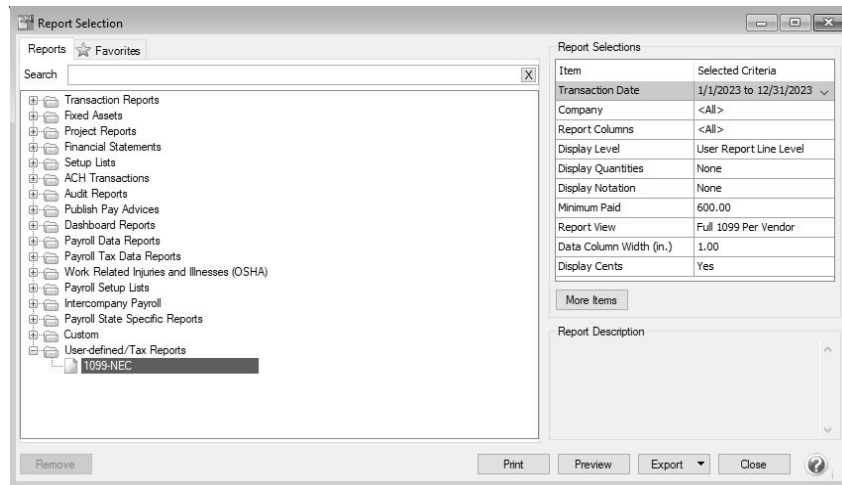 Report Selection
Reports Favorites
Search X
Transaction Reports
Fixed Assets
Project Reports
Financial Statements
Setup Lists
ACH Transactions
Audit Reports
Publish Pay Advices
Dashboard Reports
Payroll Data Reports
Payroll Tax Data Reports
Work Related Injuries and Illnesses (OSHA)
Payroll Setup Lists
Intercompany Payroll
Payroll State Specific Reports
Custom
User-defined/Tax Reports
1099-NEC
Report Selections
Item Selected Criteria
Transaction Date 1/1/2023 to 12/31/2023
Company <All>
Report Columns <All>
Display Level User Report Line Level
Display Quantities None
Display Notation None
Minimum Paid 600.00
Report View Full 1099 Per Vendor
Data Column Width (in.) 1.00
Display Cents Yes
More Items
Report Description
Remove Print Preview Export Close ?